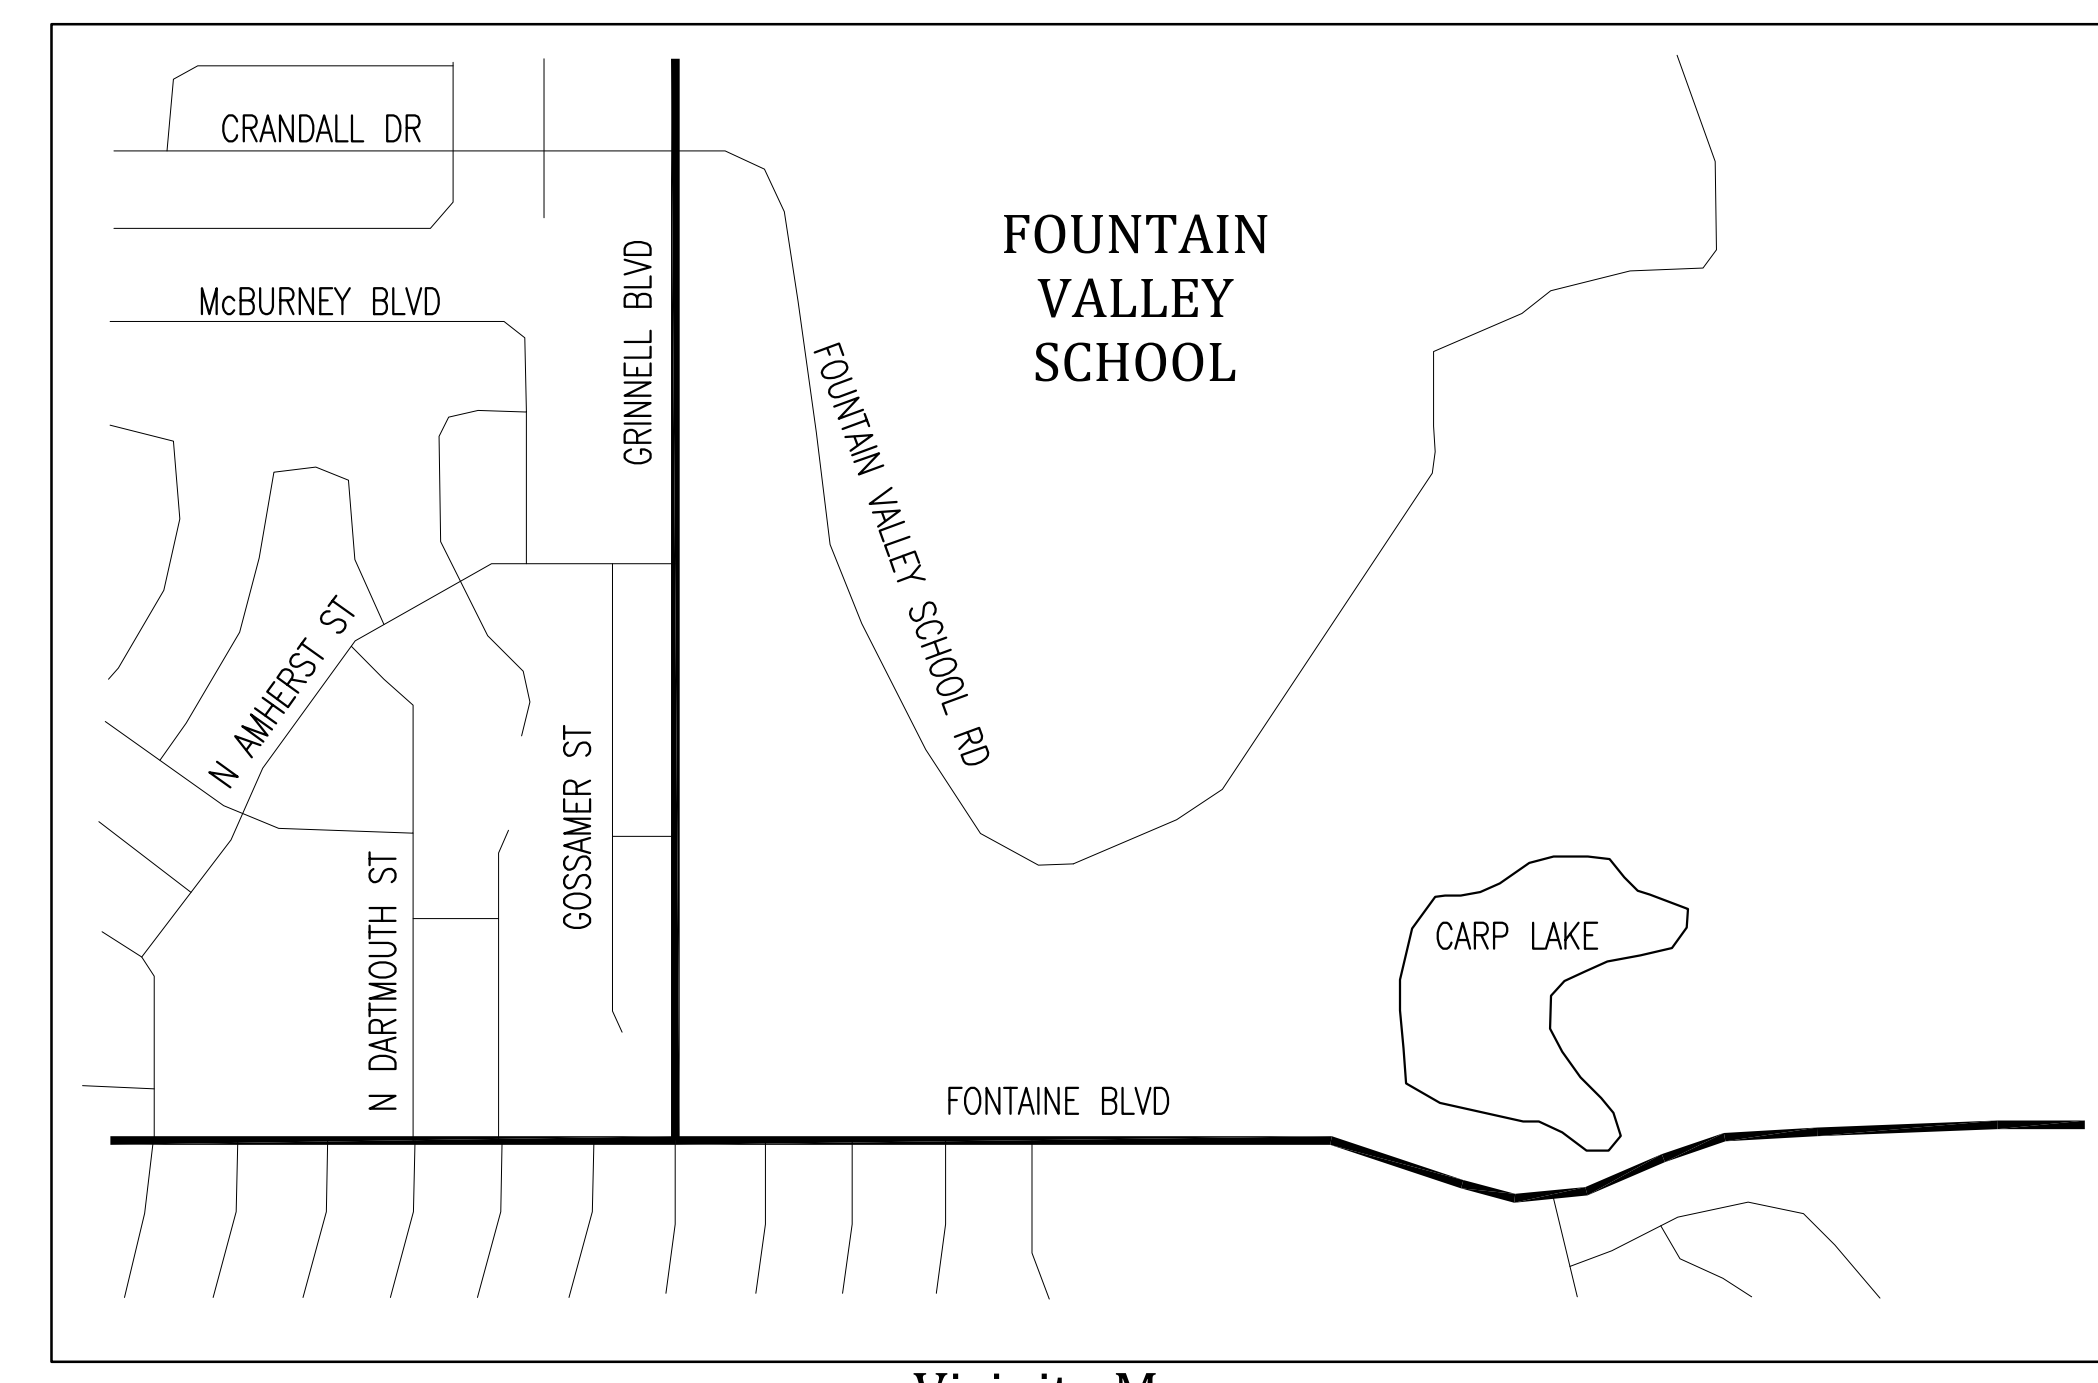 CRANDALL DR
FOUNTAIN
VALLEY
SCHOOL
McBURNEY BLVD
GRINNELL BLVD
FOUNTAIN VALLEY SCHOOL RD
N AMHERST ST
GOSSAMER ST
N DARTMOUTH ST
CARP LAKE
FONTAINE BLVD